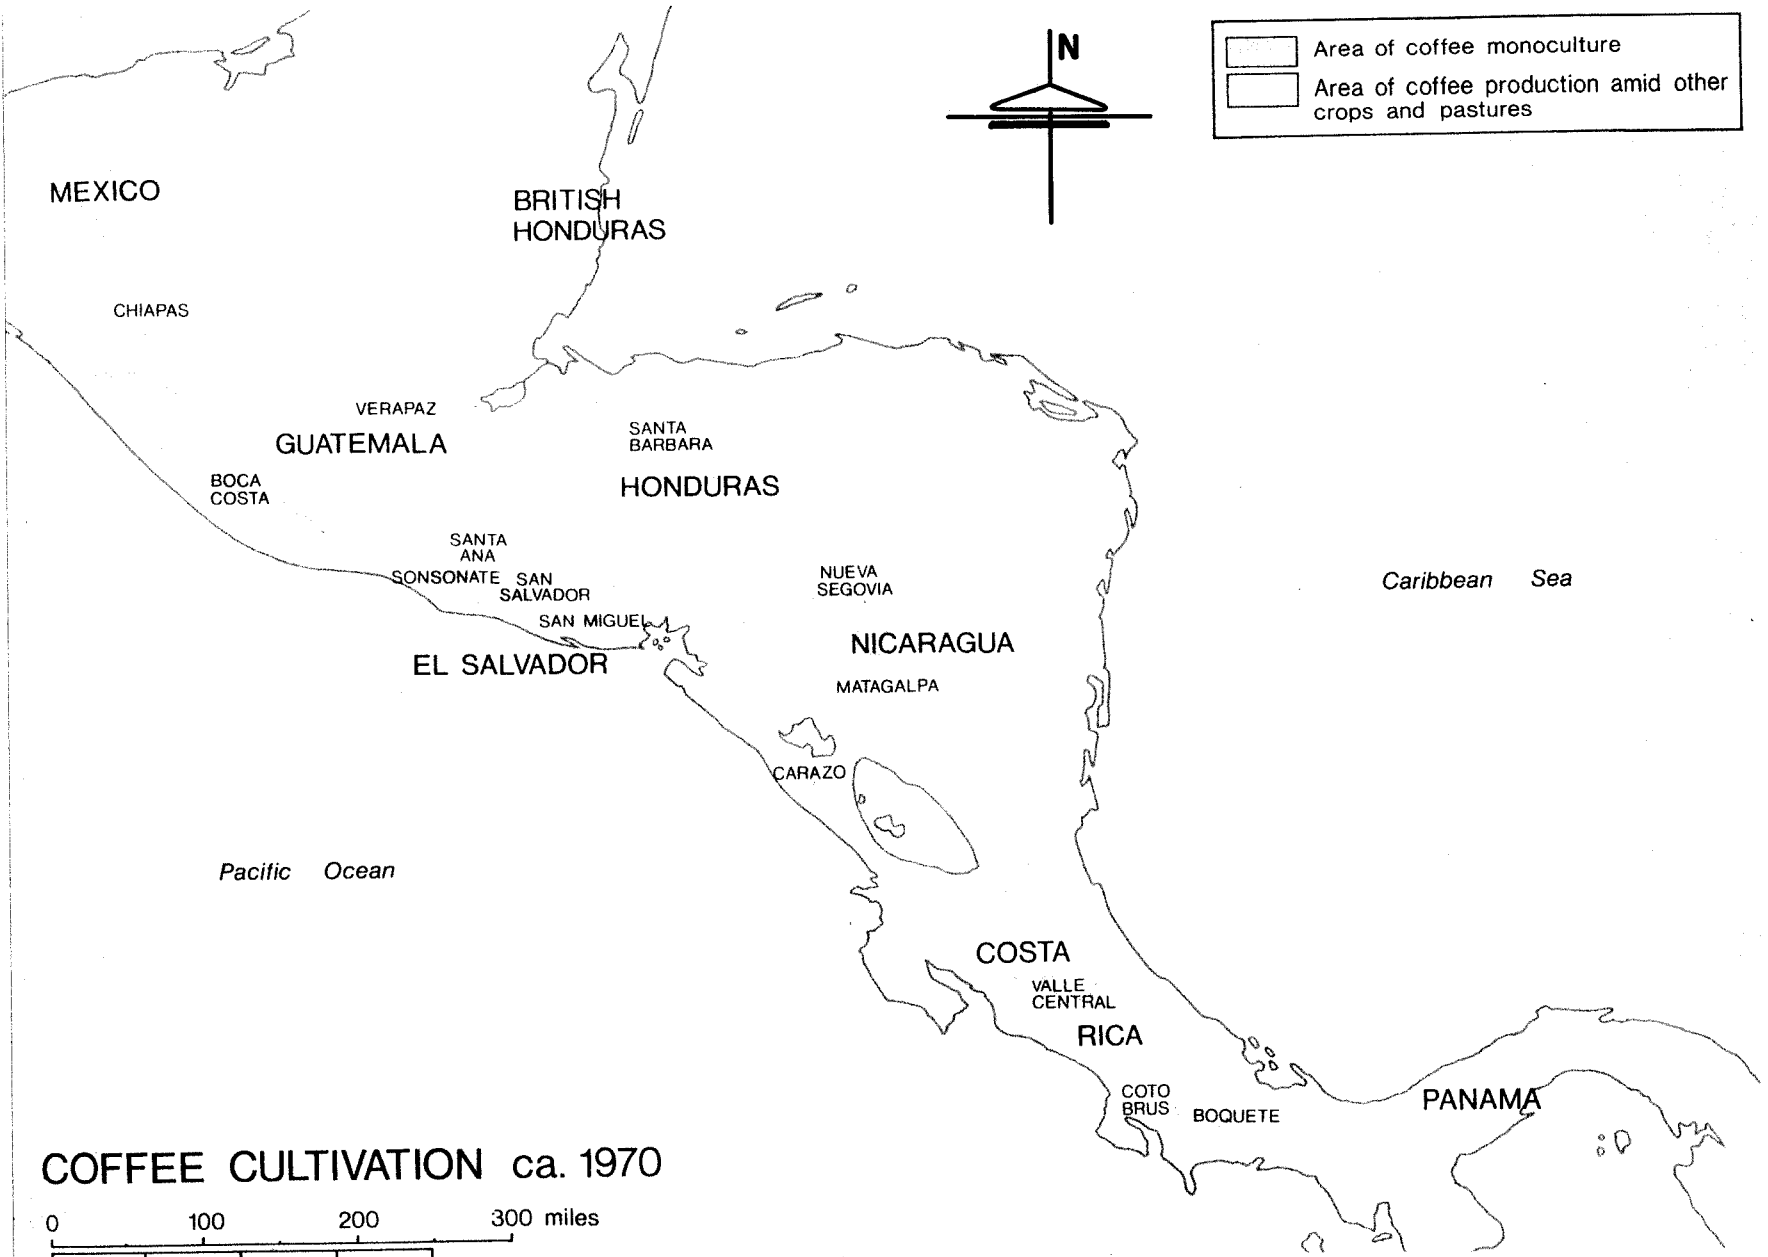 N
Area of coffee monoculture
Area of coffee production amid other
crops and pastures
MEXICO
BRITISH
HONDURAS
CHIAPAS
VERAPAZ
GUATEMALA
SANTA
BARBARA
HONDURAS
BOCA
COSTA
SANTA
ANA
SONSONATE
SAN
SALVADOR
SAN MIGUEL
EL SALVADOR
NUEVA
SEGOVIA
NICARAGUA
MATAGALPA
CARAZO
Caribbean Sea
Pacific Ocean
COSTA
VALLE
CENTRAL
RICA
COTO
BRUS
BOQUETE
PANAMA
COFFEE CULTIVATION ca. 1970
0 100 200 300 miles